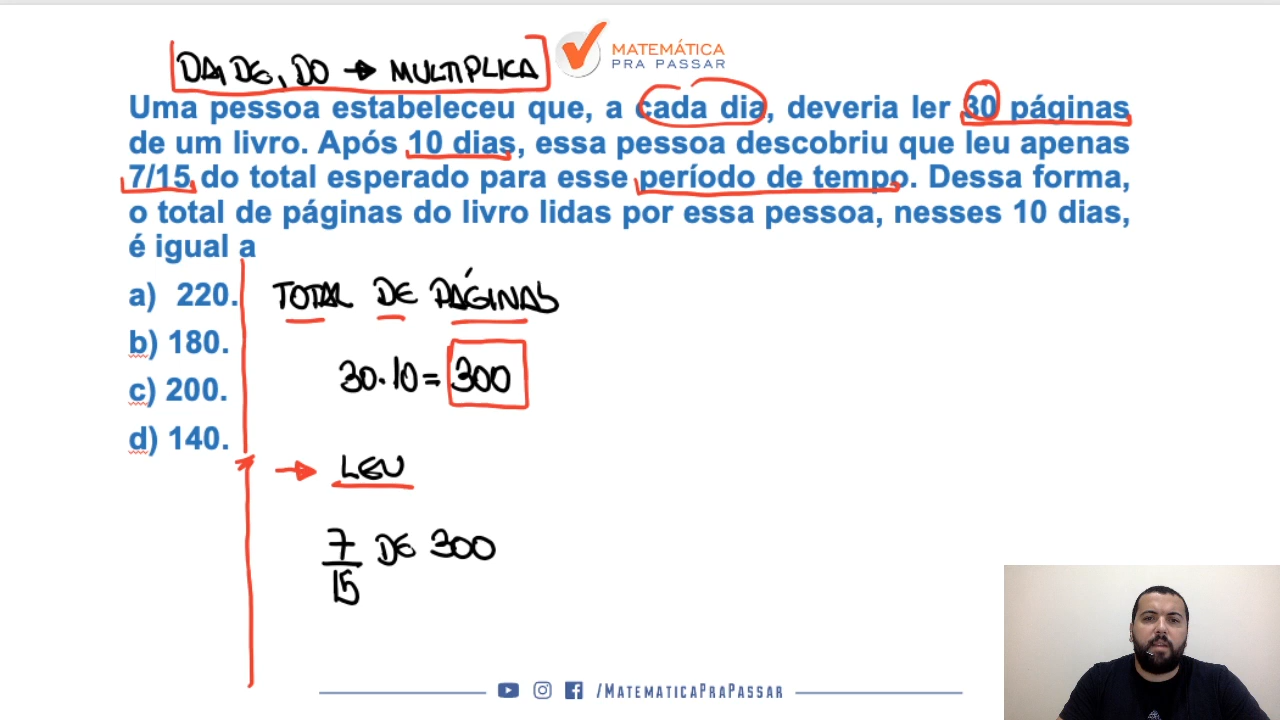 DA, DE, DO → MULTIPLICA
MATEMÁTICA
PRA PASSAR
Uma pessoa estabeleceu que, a cada dia, deveria ler 30 páginas
de um livro. Após 10 dias, essa pessoa descobriu que leu apenas
7/15 do total esperado para esse período de tempo. Dessa forma,
o total de páginas do livro lidas por essa pessoa, nesses 10 dias,
é igual a
a) 220.
b) 180.
c) 200.
d) 140.
TOTAL DE PÁGINAS
30·10=300
→ LEU
7/15 DE 300
/MATEMATICAPRAPASSAR